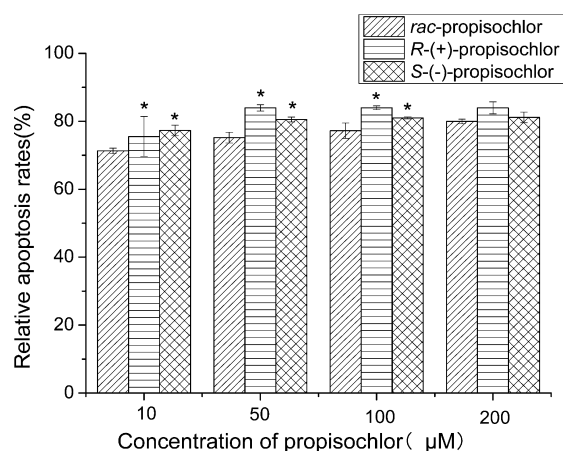 rac-propisochlor
R-(+)-propisochlor
S-(-)-propisochlor
Relative apoptosis rates(%)
100
80
60
40
20
0
* *
* *
* *
10 50 100 200
Concentration of propisochlor( μM)